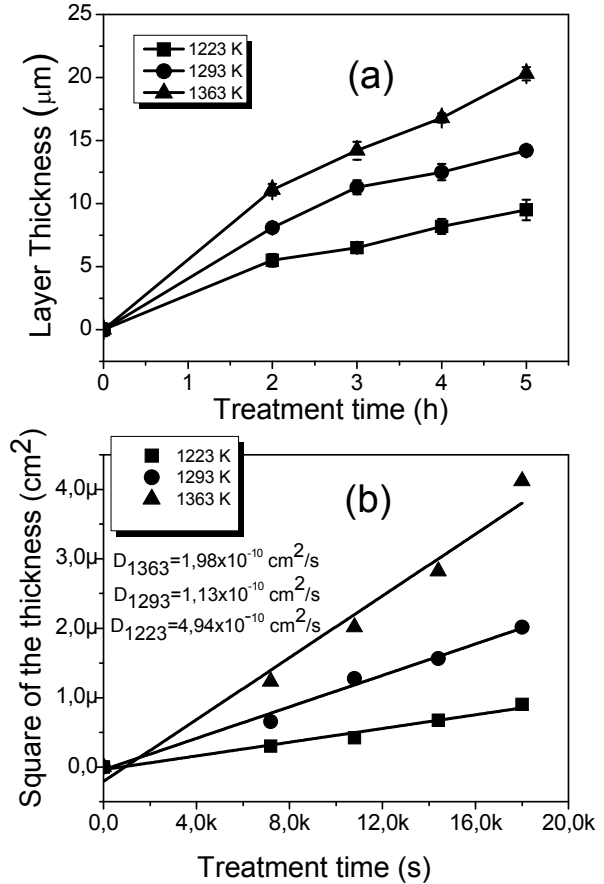 25
20
15
10
5
0
Layer Thickness (μm)
1223 K
1293 K
1363 K
(a)
0 1 2 3 4 5
Treatment time (h)
4,0μ
3,0μ
2,0μ
1,0μ
0,0
Square of the thickness (cm²)
1223 K
1293 K
1363 K
(b)
D₁₃₆₃=1,98x10⁻¹⁰ cm²/s
D₁₂₉₃=1,13x10⁻¹⁰ cm²/s
D₁₂₂₃=4,94x10⁻¹⁰ cm²/s
0,0 4,0k 8,0k 12,0k 16,0k 20,0k
Treatment time (s)